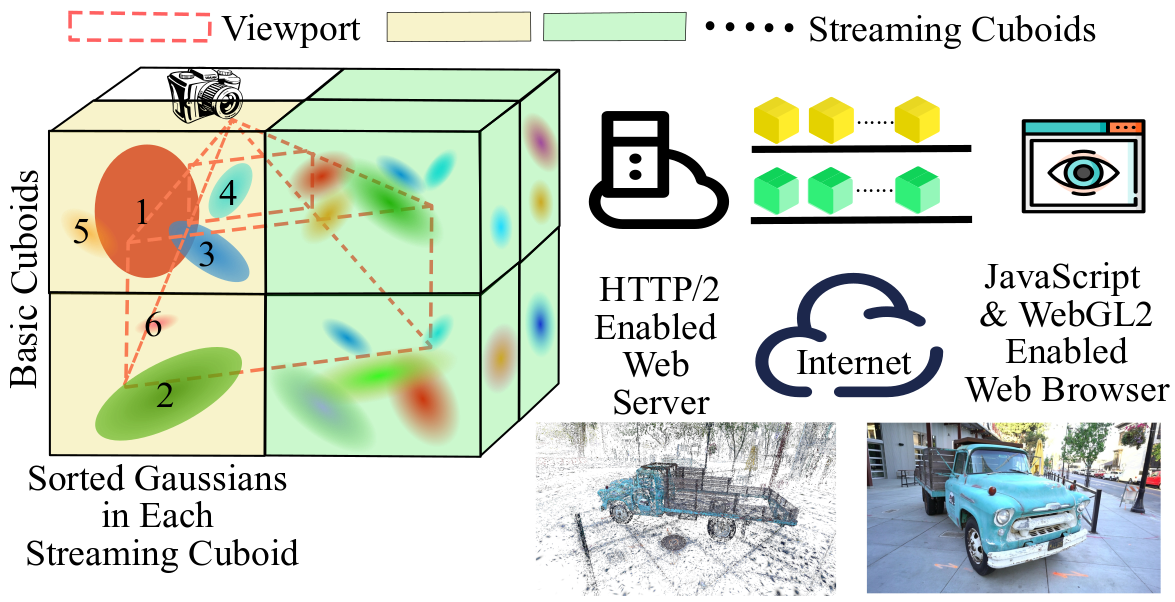 Viewport
Streaming Cuboids
Basic Cuboids
1
4
5
3
6
2
Sorted Gaussians
in Each
Streaming Cuboid
HTTP/2
Enabled
Web
Server
Internet
JavaScript
& WebGL2
Enabled
Web Browser